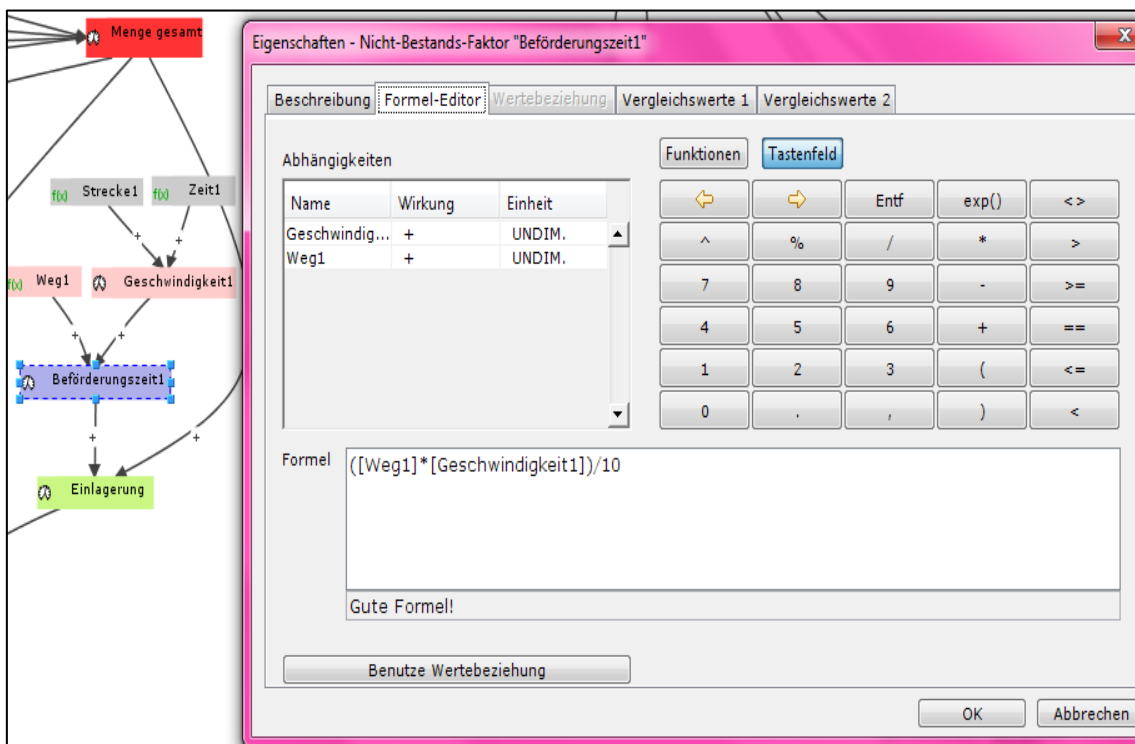 Menge gesamt
f(x) Strecke1
f(x) Zeit1
+ +
f(x) Weg1
Geschwindigkeit1
+ +
Beförderungszeit1
+ +
Einlagerung
Eigenschaften - Nicht-Bestands-Faktor "Beförderungszeit1"
X
Beschreibung Formel-Editor Wertebeziehung Vergleichswerte 1 Vergleichswerte 2
Abhängigkeiten
Name Wirkung Einheit
Geschwindig... + UNDIM.
Weg1 + UNDIM.
Funktionen Tastenfeld
Entf exp() <>
^ % / * >
7 8 9 - >=
4 5 6 + ==
1 2 3 ( <=
0 . , ) <
Formel ([Weg1]*[Geschwindigkeit1])/10
Gute Formel!
Benutze Wertebeziehung
OK Abbrechen